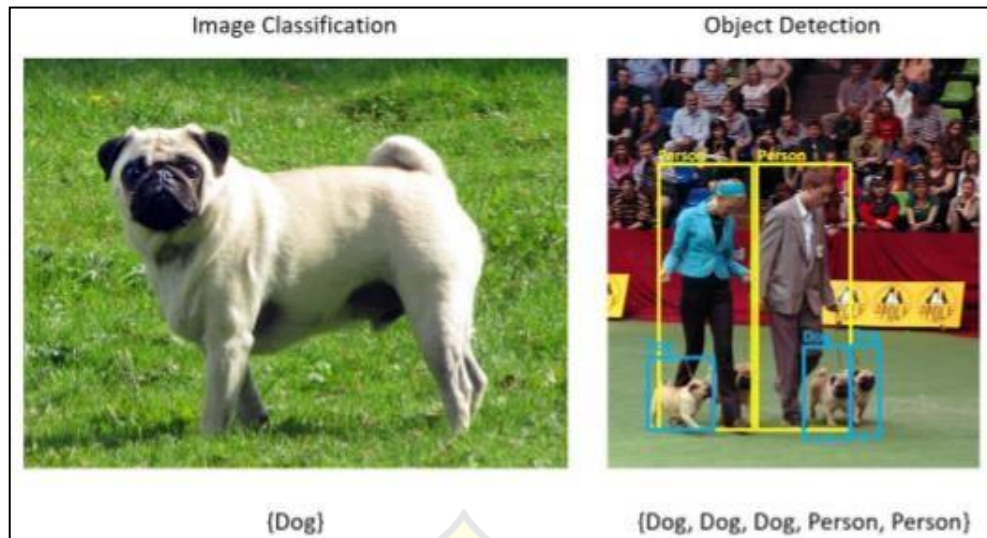 Image Classification
Object Detection
Person
Person
Dog
{Dog}
{Dog, Dog, Dog, Person, Person}